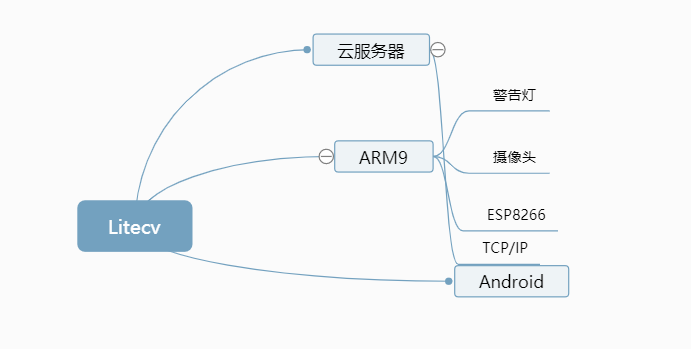 云服务器
警告灯
ARM9
摄像头
Litecv
ESP8266
TCP/IP
Android